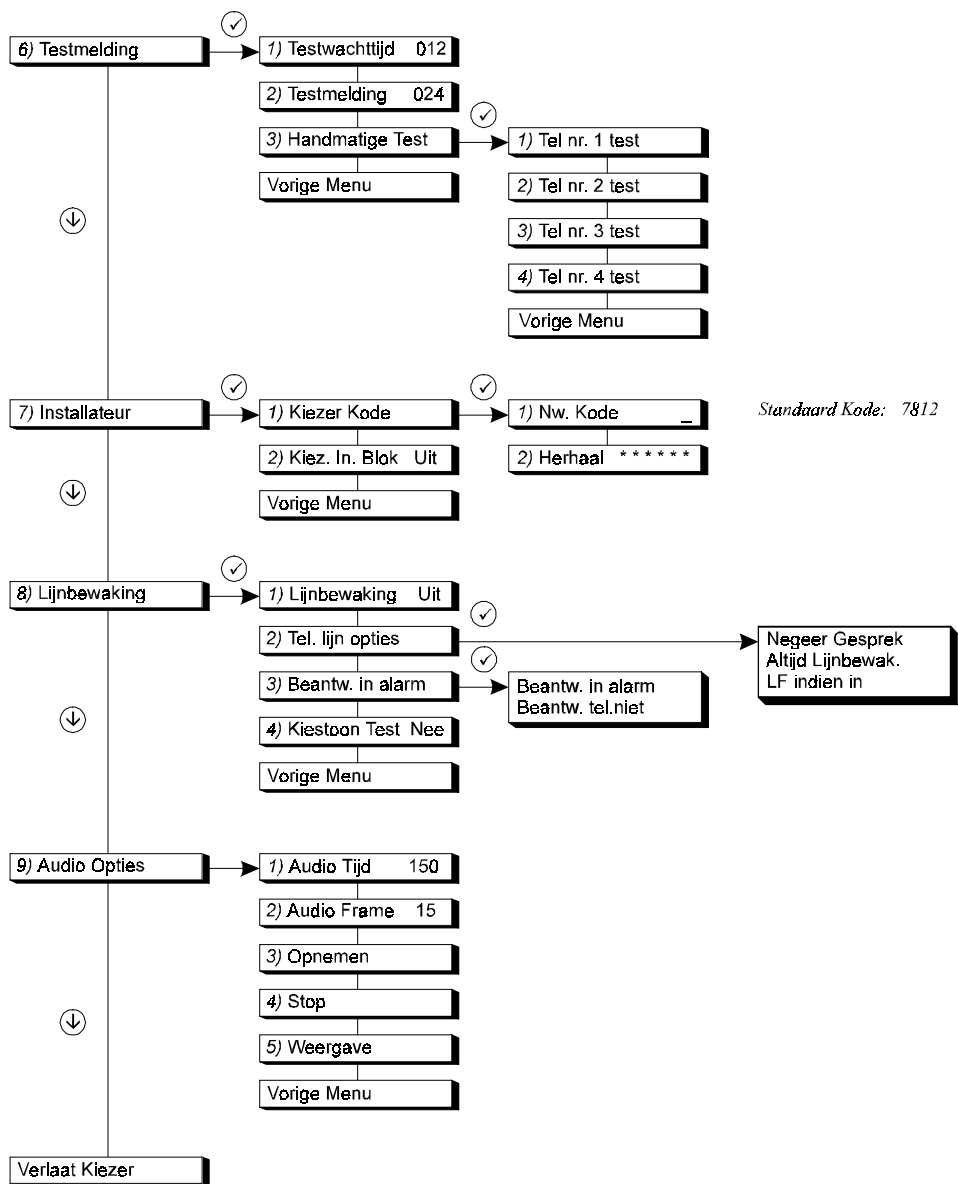 6) Testmelding
1) Testwachttijd 012
2) Testmelding 024
3) Handmatige Test
Vorige Menu
1) Tel nr. 1 test
2) Tel nr. 2 test
3) Tel nr. 3 test
4) Tel nr. 4 test
Vorige Menu
7) Installateur
1) Kiezer Kode
2) Kiez. In. Blok Uit
Vorige Menu
1) Nw. Kode _
2) Herhaal * * * * * *
Standaard Kode: 7812
8) Lijnbewaking
1) Lijnbewaking Uit
2) Tel. lijn opties
3) Beantw. in alarm
4) Kiestoon Test Nee
Vorige Menu
Beantw. in alarm
Beantw. tel.niet
Negeer Gesprek
Altijd Lijnbewak.
LF indien in
9) Audio Opties
1) Audio Tijd 150
2) Audio Frame 15
3) Opnemen
4) Stop
5) Weergave
Vorige Menu
Verlaat Kiezer